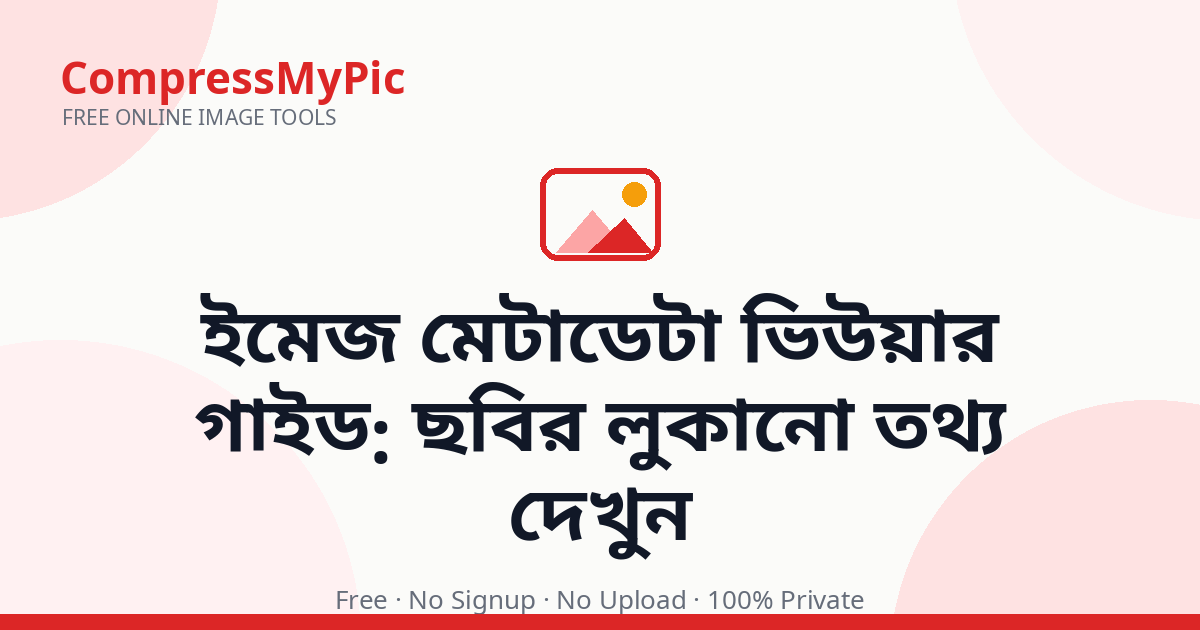 CompressMyPic
FREE ONLINE IMAGE TOOLS
ইমেজ মেটাডেটা ভিউয়ার
গাইড: ছবির লুকানো তথ্য
দেখুন
Free · No Signup · No Upload · 100% Private